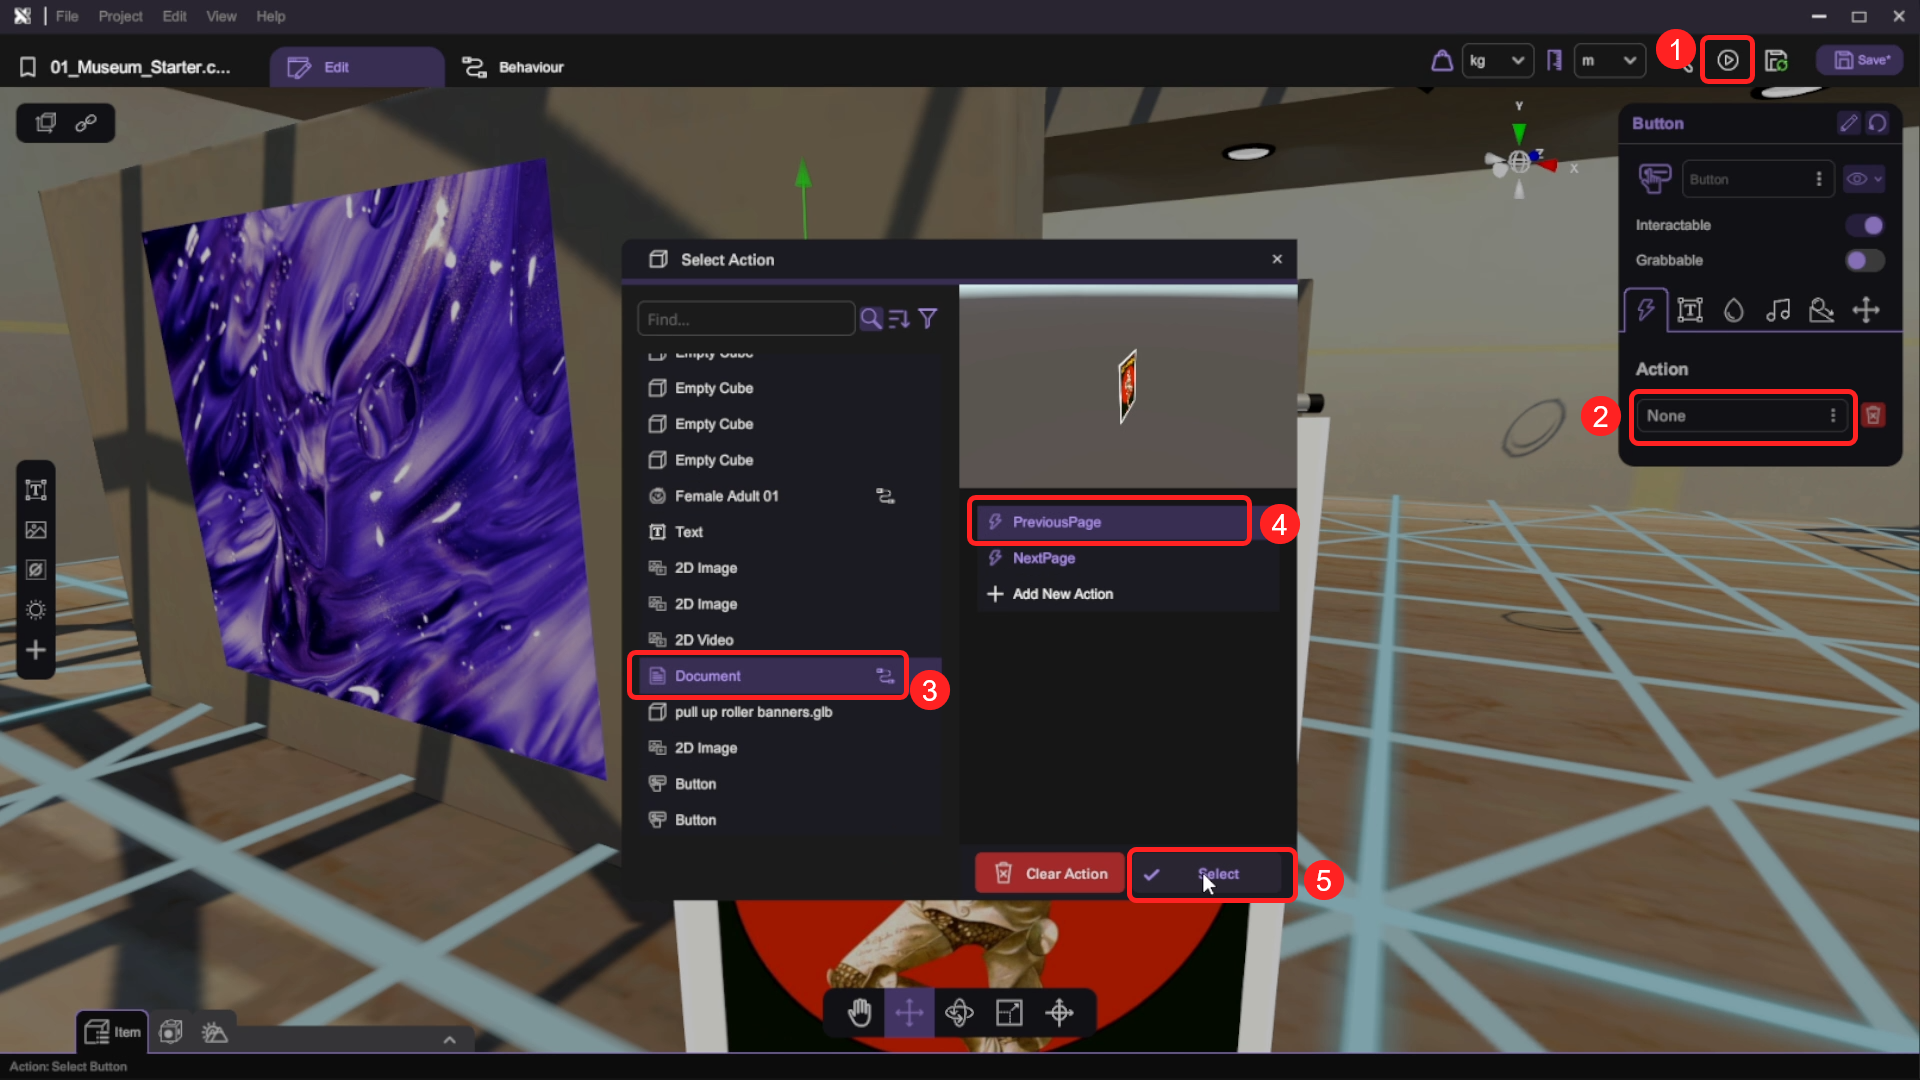 File Project Edit View Help
01_Museum_Starter.c... Edit Behaviour kg m 1 Save*
Y
Z
X
Button
Button
Interactable
Grabbable
Action
2 None
Select Action
Find...
Empty Cube
Empty Cube
Empty Cube
Empty Cube
Female Adult 01
Text
2D Image
2D Image
2D Video
Document 3
pull up roller banners.glb
2D Image
Button
Button
PreviousPage 4
NextPage
Add New Action
Clear Action Select 5
Item
Action: Select Button